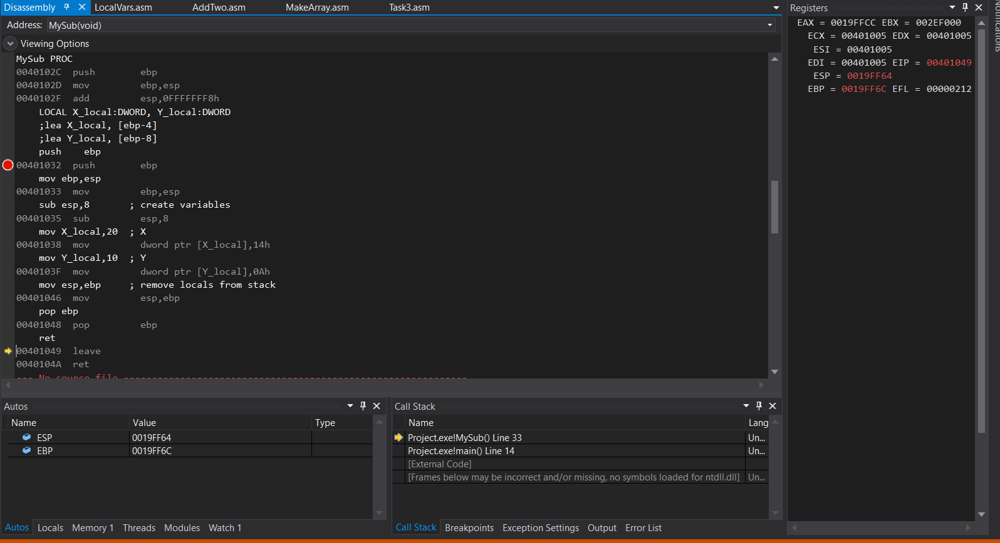 Disassembly LocalVars.asm AddTwo.asm MakeArray.asm Task3.asm
Address: MySub(void)
Viewing Options
MySub PROC
0040102C push ebp
0040102D mov ebp,esp
0040102F add esp,0FFFFFFF8h
LOCAL X_local:DWORD, Y_local:DWORD
;lea X_local, [ebp-4]
;lea Y_local, [ebp-8]
push ebp
00401032 push ebp
mov ebp,esp
00401033 mov ebp,esp
sub esp,8 ; create variables
00401035 sub esp,8
mov X_local,20 ; X
00401038 mov dword ptr [X_local],14h
mov Y_local,10 ; Y
0040103F mov dword ptr [Y_local],0Ah
mov esp,ebp ; remove locals from stack
00401046 mov esp,ebp
pop ebp
00401048 pop ebp
ret
00401049 leave
0040104A ret
--- No source file -------------------------------------------------------------
Registers
EAX = 0019FFCC EBX = 002EF000
ECX = 00401005 EDX = 00401005
ESI = 00401005
EDI = 00401005 EIP = 00401049
ESP = 0019FF64
EBP = 0019FF6C EFL = 00000212
Notifications
Autos
Name Value Type
ESP 0019FF64
EBP 0019FF6C
Autos Locals Memory 1 Threads Modules Watch 1
Call Stack
Name Lang
Project.exe!MySub() Line 33 Un...
Project.exe!main() Line 14 Un...
[External Code]
[Frames below may be incorrect and/or missing, no symbols loaded for ntdll.dll] Un...
Call Stack Breakpoints Exception Settings Output Error List